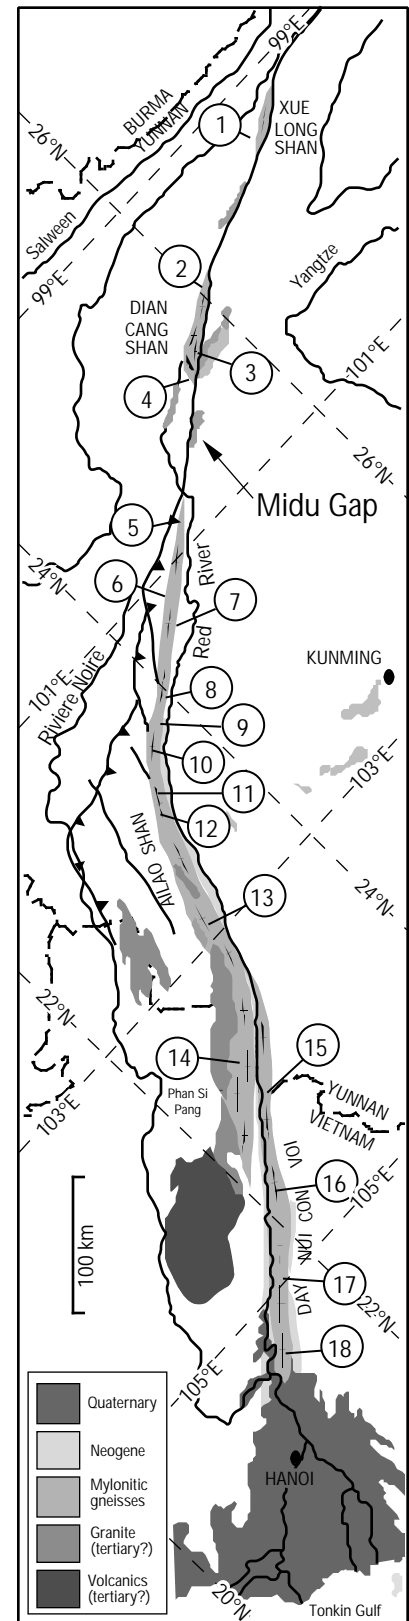 99°E
BURMA
YUNNAN
1
XUE
LONG
SHAN
26°N
Salween
99°E
Yangtze
2
DIAN
CANG
SHAN
3
4
101°E
26°N
Midu Gap
5
24°N
River
Red
6
7
KUNMING
101°E
Riviere Noire
8
9
10
103°E
11
12
AILAO SHAN
24°N
13
22°N
14
15
Phan Si
Pang
YUNNAN
VIETNAM
103°E
DAY NUI CON VOI
16
105°E
100 km
17
22°N
18
105°E
Quaternary
Neogene
Mylonitic
gneisses
Granite
(tertiary?)
Volcanics
(tertiary?)
HANOI
20°N
Tonkin Gulf